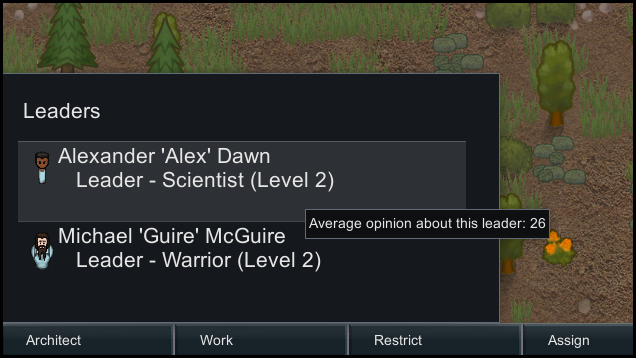 Leaders
Alexander 'Alex' Dawn
Leader - Scientist (Level 2)
Average opinion about this leader: 26
Michael 'Guire' McGuire
Leader - Warrior (Level 2)
Architect
Work
Restrict
Assign